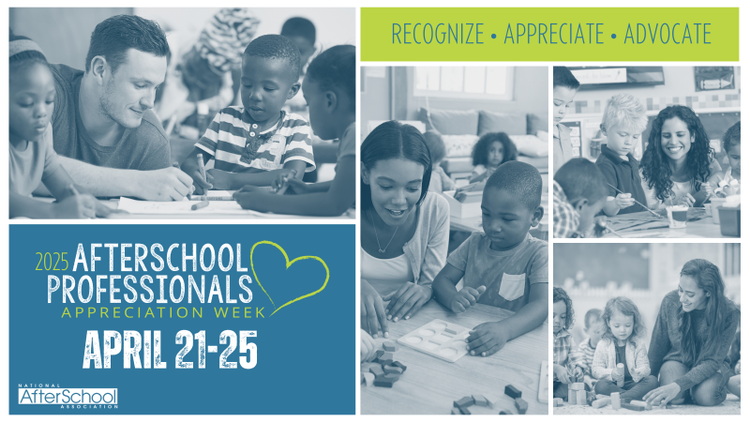 RECOGNIZE • APPRECIATE • ADVOCATE
2025 AFTERSCHOOL
PROFESSIONALS
APPRECIATION WEEK
APRIL 21-25
NATIONAL
AfterSchool
ASSOCIATION